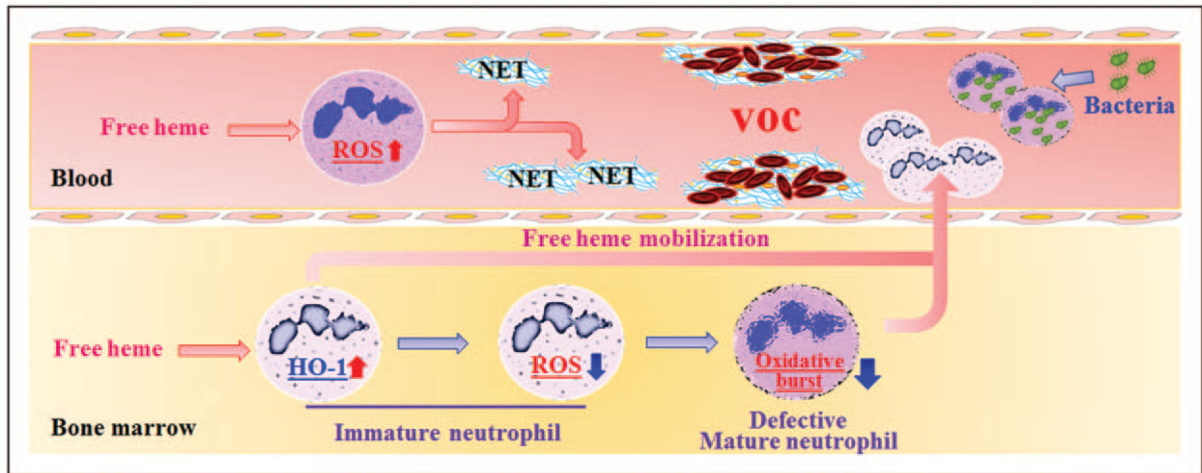 NET
Bacteria
Free heme
ROS
VOC
NET NET
Blood
Free heme mobilization
Free heme
HO-1
ROS
Oxidative
burst
Bone marrow
Immature neutrophil
Defective
Mature neutrophil